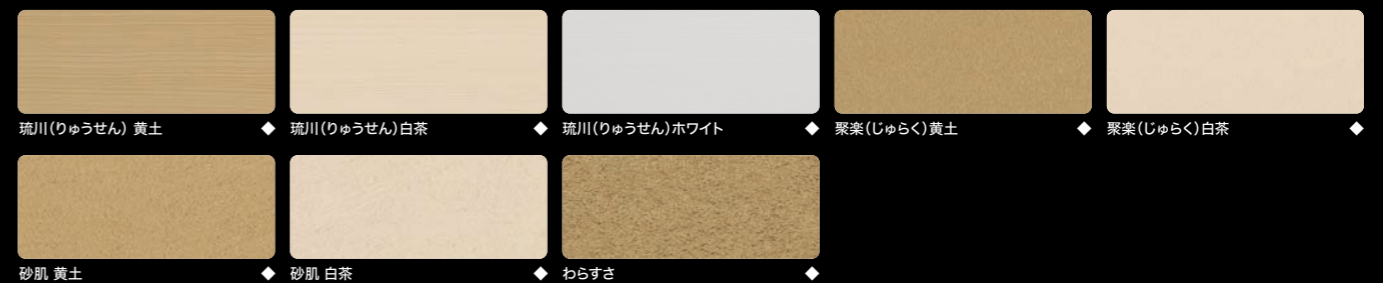 琉川(りゅうせん) 黄土 ◆
琉川(りゅうせん)白茶 ◆
琉川(りゅうせん)ホワイト ◆
聚楽(じゅらく)黄土 ◆
聚楽(じゅらく)白茶 ◆
砂肌 黄土 ◆
砂肌 白茶 ◆
わらすさ ◆